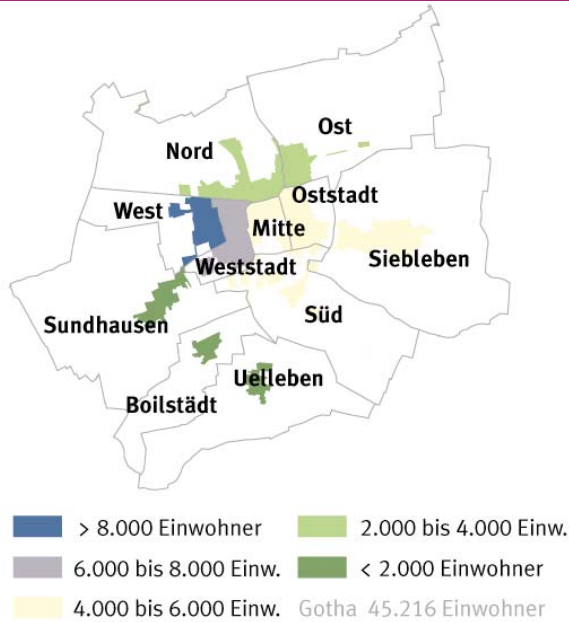 Ost
Nord
Oststadt
West
Mitte
Siebleben
Weststadt
Süd
Sundhausen
Uelleben
Boilstädt
> 8.000 Einwohner
2.000 bis 4.000 Einw.
6.000 bis 8.000 Einw.
< 2.000 Einwohner
4.000 bis 6.000 Einw.
Gotha 45.216 Einwohner